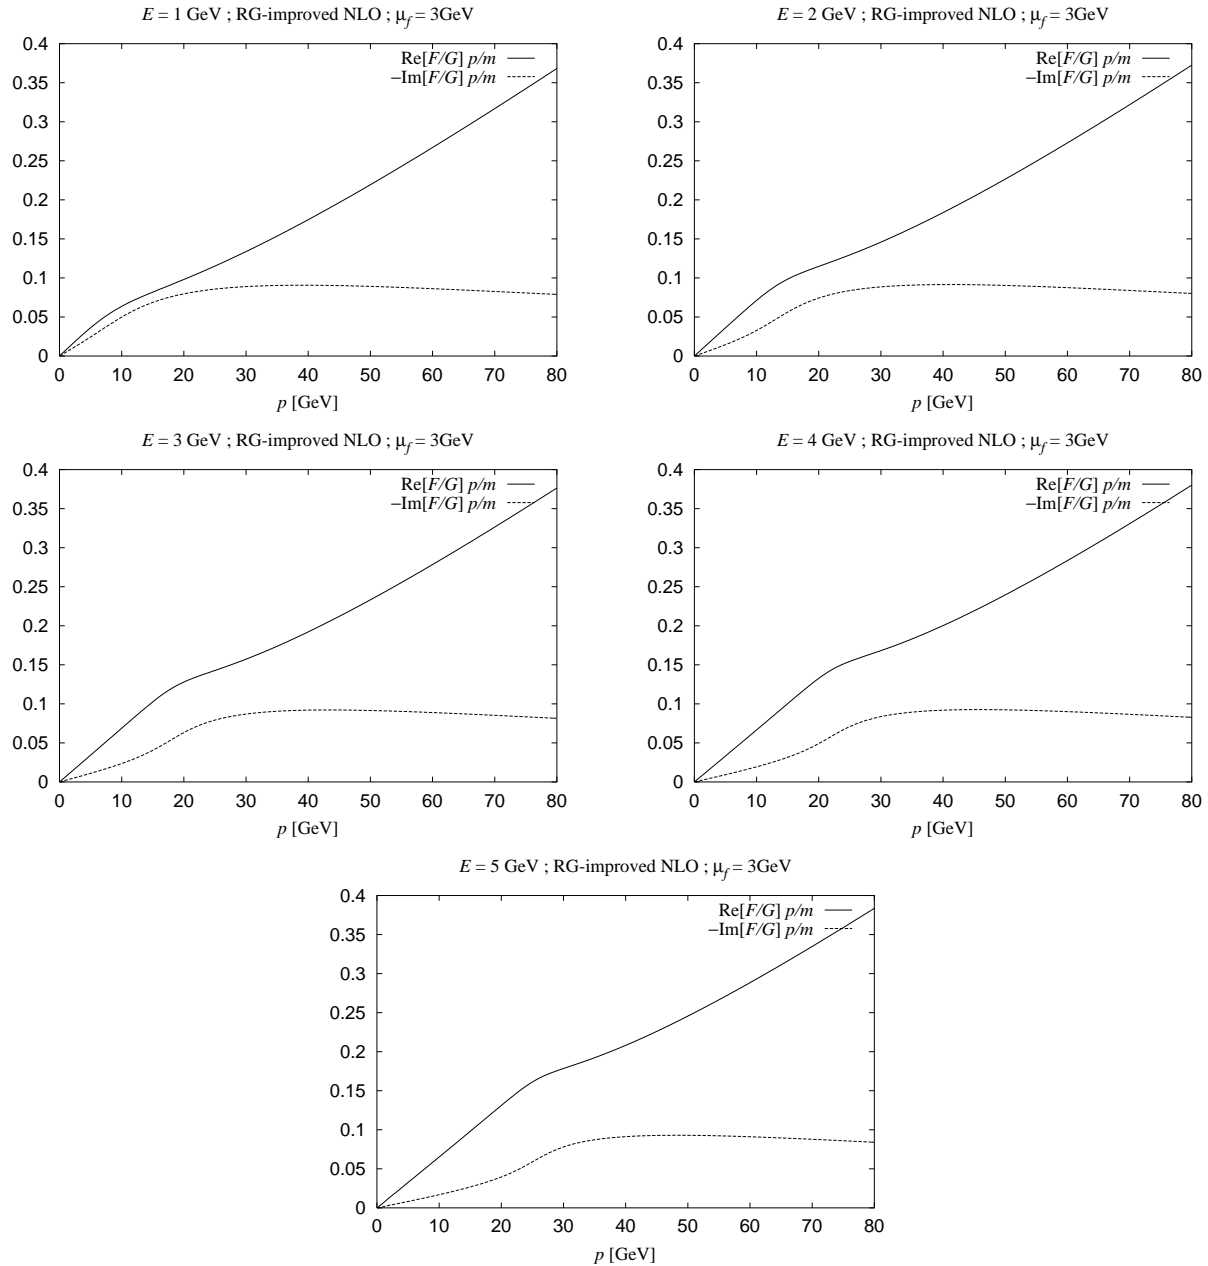 E = 1 GeV ; RG-improved NLO ; μf = 3GeV
Re[F/G] p/m
−Im[F/G] p/m
0.4
0.35
0.3
0.25
0.2
0.15
0.1
0.05
0
0 10 20 30 40 50 60 70 80
p [GeV]
E = 2 GeV ; RG-improved NLO ; μf = 3GeV
Re[F/G] p/m
−Im[F/G] p/m
0.4
0.35
0.3
0.25
0.2
0.15
0.1
0.05
0
0 10 20 30 40 50 60 70 80
p [GeV]
E = 3 GeV ; RG-improved NLO ; μf = 3GeV
Re[F/G] p/m
−Im[F/G] p/m
0.4
0.35
0.3
0.25
0.2
0.15
0.1
0.05
0
0 10 20 30 40 50 60 70 80
p [GeV]
E = 4 GeV ; RG-improved NLO ; μf = 3GeV
Re[F/G] p/m
−Im[F/G] p/m
0.4
0.35
0.3
0.25
0.2
0.15
0.1
0.05
0
0 10 20 30 40 50 60 70 80
p [GeV]
E = 5 GeV ; RG-improved NLO ; μf = 3GeV
Re[F/G] p/m
−Im[F/G] p/m
0.4
0.35
0.3
0.25
0.2
0.15
0.1
0.05
0
0 10 20 30 40 50 60 70 80
p [GeV]